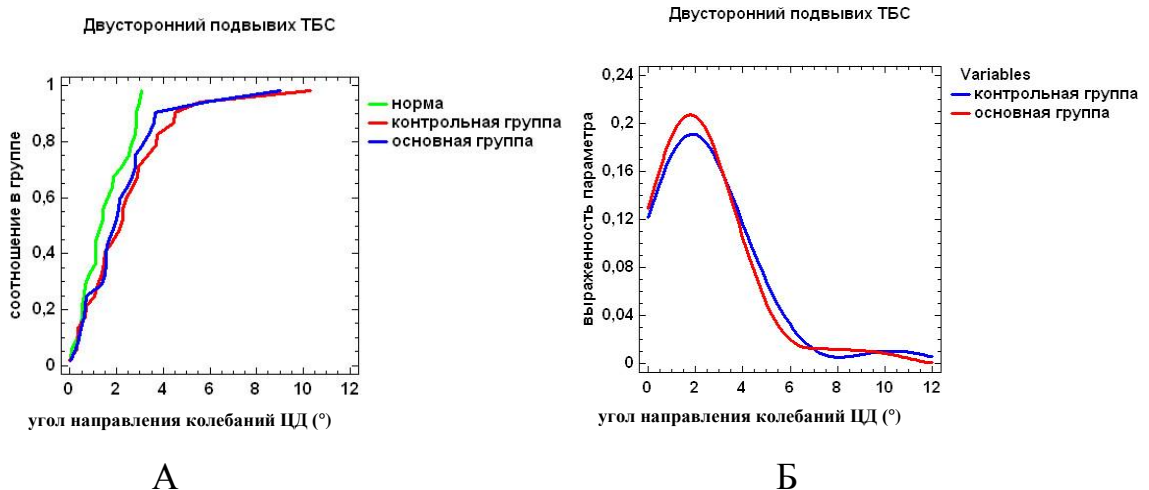 Двусторонний подвывих ТБС
соотношение в группе
1
0,8
0,6
0,4
0,2
0
0 2 4 6 8 10 12
угол направления колебаний ЦД (°)
норма
контрольная группа
основная группа
А
Двусторонний подвывих ТБС
выраженность параметра
0,24
0,2
0,16
0,12
0,08
0,04
0
0 2 4 6 8 10 12
угол направления колебаний ЦД (°)
Variables
контрольная группа
основная группа
Б